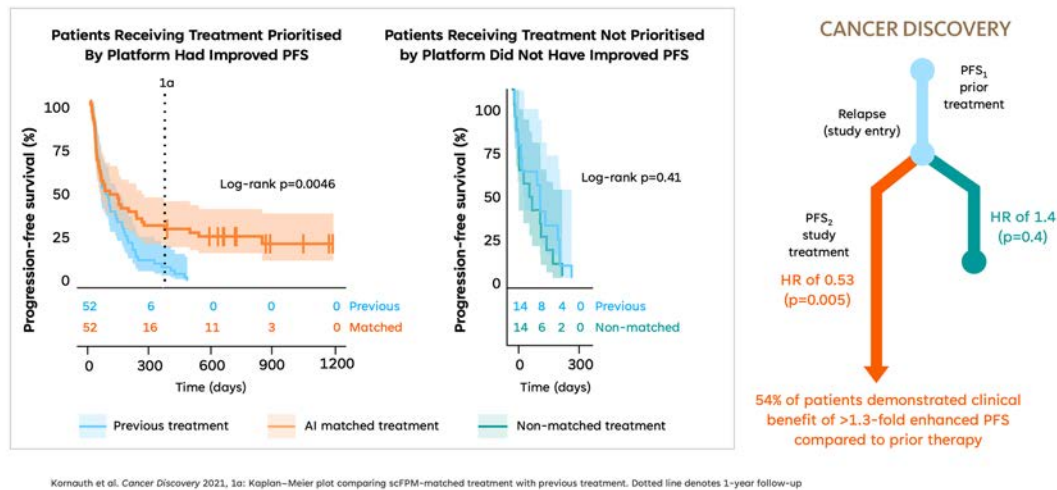 Patients Receiving Treatment Prioritised
By Platform Had Improved PFS
1a
Progression-free survival (%)
100
75
50
25
0
Log-rank p=0.0046
52 6 0 0 0 Previous
52 16 11 3 0 Matched
0 300 600 900 1200
Time (days)
Patients Receiving Treatment Not Prioritised
by Platform Did Not Have Improved PFS
Progression-free survival (%)
100
75
50
25
0
Log-rank p=0.41
14 8 4 0 Previous
14 6 2 0 Non-matched
0 300
Time (days)
Previous treatment
AI matched treatment
Non-matched treatment
CANCER DISCOVERY
PFS1
prior
treatment
Relapse
(study entry)
PFS2
study
treatment
HR of 0.53
(p=0.005)
HR of 1.4
(p=0.4)
54% of patients demonstrated clinical
benefit of >1.3-fold enhanced PFS
compared to prior therapy
Kornauth et al. Cancer Discovery 2021, 1a: Kaplan–Meier plot comparing scFPM-matched treatment with previous treatment. Dotted line denotes 1-year follow-up